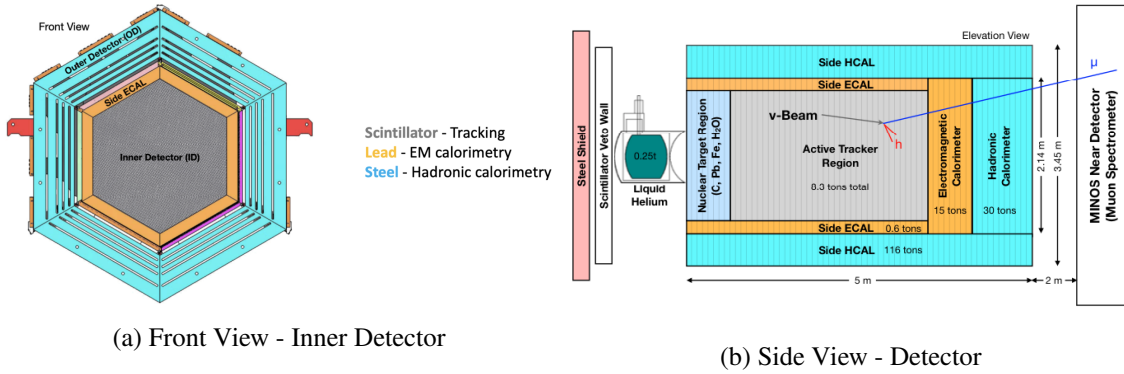 Front View
Outer Detector (OD)
Side ECAL
Inner Detector (ID)
Scintillator - Tracking
Lead - EM calorimetry
Steel - Hadronic calorimetry
(a) Front View - Inner Detector
Elevation View
Steel Shield
Scintillator Veto Wall
0.25t
Liquid
Helium
Side HCAL
Side ECAL
Nuclear Target Region
(C, Pb, Fe, H₂O)
ν-Beam
h
μ
Active Tracker
Region
8.3 tons total
Electromagnetic
Calorimeter
15 tons
Hadronic
Calorimeter
30 tons
Side ECAL
0.6 tons
Side HCAL
116 tons
2.14 m
3.45 m
5 m
2 m
MINOS Near Detector
(Muon Spectrometer)
(b) Side View - Detector